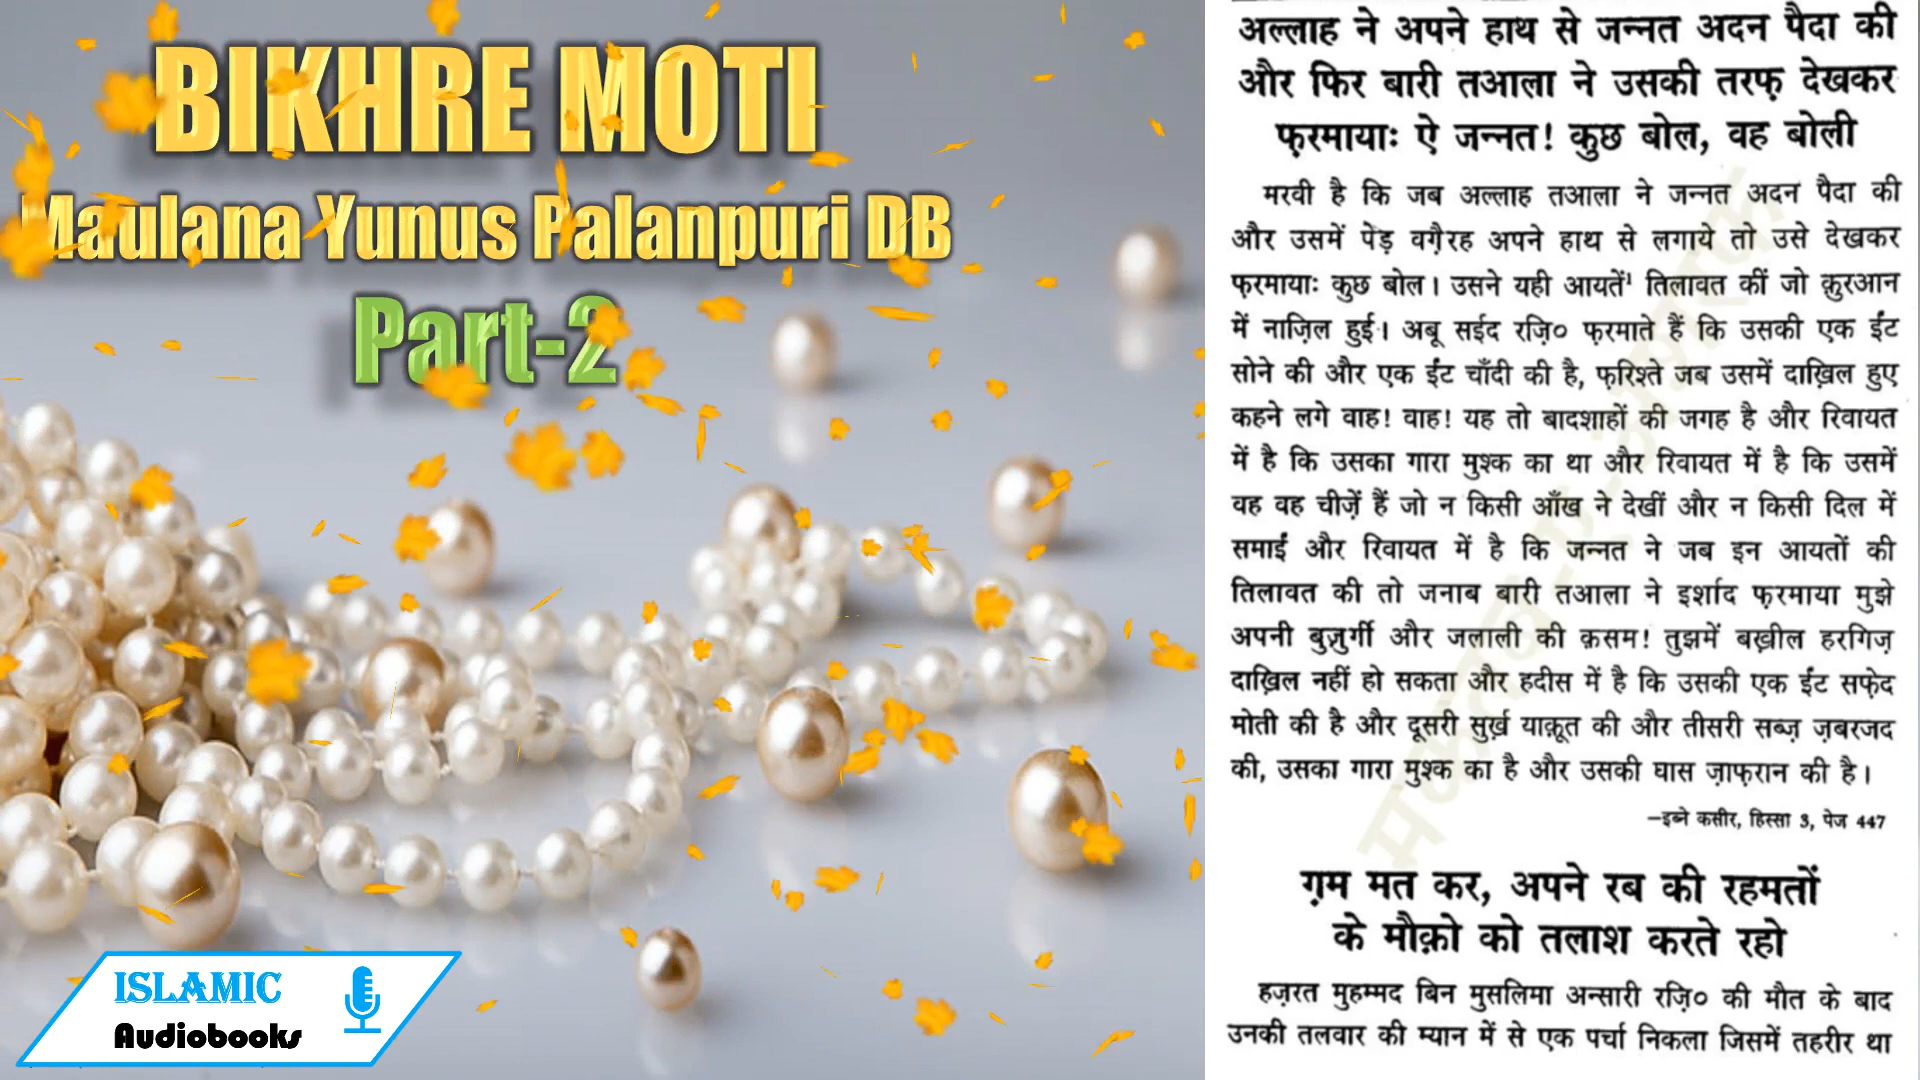 BIKHRE MOTI
Maulana Yunus Palanpuri DB
Part-2
ISLAMIC
Audiobooks
अल्लाह ने अपने हाथ से जन्नत अदन पैदा की
और फिर बारी तआला ने उसकी तरफ़ देखकर
फ़रमायाः ऐ जन्नत! कुछ बोल, वह बोली
मरवी है कि जब अल्लाह तआला ने जन्नत अदन पैदा की
और उसमें पेड़ वग़ैरह अपने हाथ से लगाये तो उसे देखकर
फ़रमायाः कुछ बोल। उसने यही आयतें¹ तिलावत कीं जो क़ुरआन
में नाज़िल हुई। अबू सईद रज़ि० फ़रमाते हैं कि उसकी एक ईंट
सोने की और एक ईंट चाँदी की है, फ़रिश्ते जब उसमें दाख़िल हुए
कहने लगे वाह! वाह! यह तो बादशाहों की जगह है और रिवायत
में है कि उसका गारा मुश्क का था और रिवायत में है कि उसमें
वह वह चीज़ें हैं जो न किसी आँख ने देखीं और न किसी दिल में
समाईं और रिवायत में है कि जन्नत ने जब इन आयतों की
तिलावत की तो जनाब बारी तआला ने इर्शाद फ़रमाया मुझे
अपनी बुज़ुर्गी और जलाली की क़सम! तुझमें बख़ील हरगिज़
दाख़िल नहीं हो सकता और हदीस में है कि उसकी एक ईंट सफ़ेद
मोती की है और दूसरी सुर्ख़ याक़ूत की और तीसरी सब्ज़ ज़बरजद
की, उसका गारा मुश्क का है और उसकी घास ज़ाफ़रान की है।
–इब्ने कसीर, हिस्सा 3, पेज 447
ग़म मत कर, अपने रब की रहमतों
के मौक़ो को तलाश करते रहो
हज़रत मुहम्मद बिन मुसलिमा अन्सारी रज़ि० की मौत के बाद
उनकी तलवार की म्यान में से एक पर्चा निकला जिसमें तहरीर था